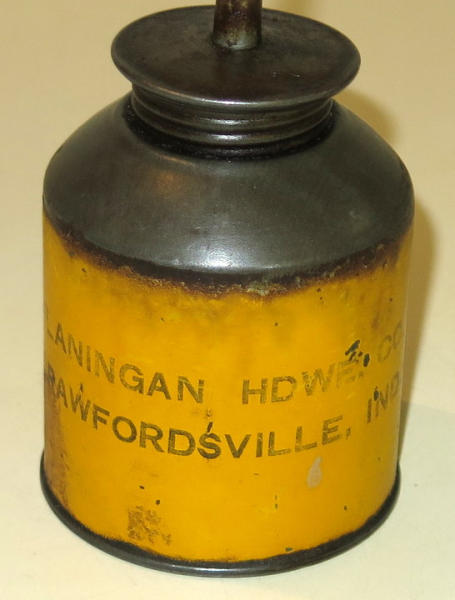 LANINGAN HDWE. CO
RAWFORDSVILLE, IND.